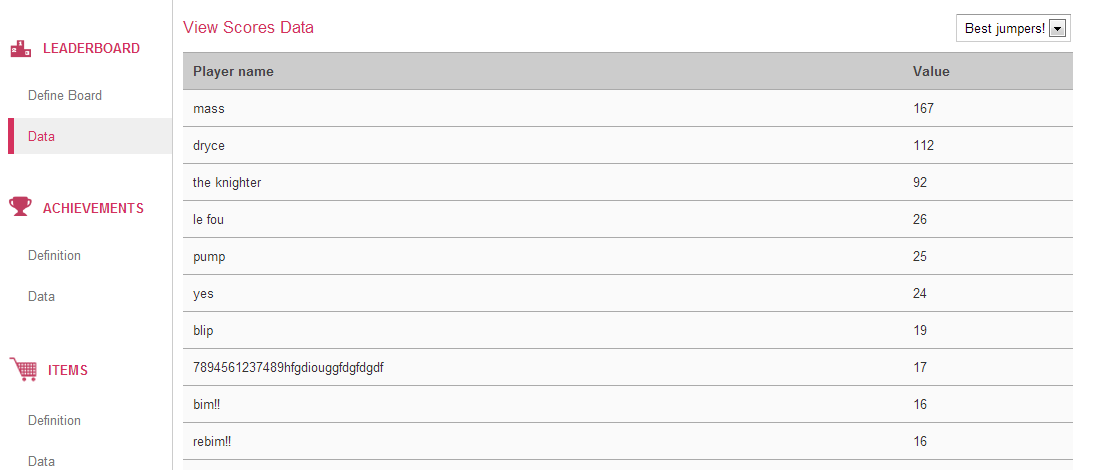 LEADERBOARD
Define Board
Data
ACHIEVEMENTS
Definition
Data
ITEMS
Definition
Data
View Scores Data
Best jumpers!
Player name Value
mass 167
dryce 112
the knighter 92
le fou 26
pump 25
yes 24
blip 19
7894561237489hfgdiouggfdgfdgdf 17
bim!! 16
rebim!! 16